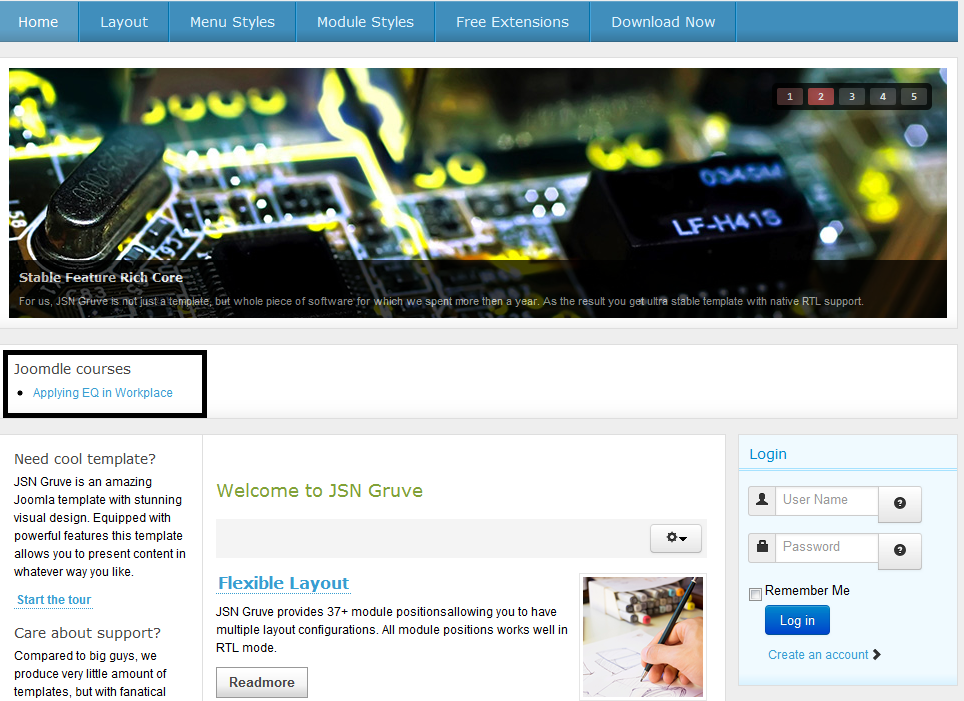 Home Layout Menu Styles Module Styles Free Extensions Download Now
1 2 3 4 5
0345M
LF-H41S
Stable Feature Rich Core
For us, JSN Gruve is not just a template, but whole piece of software for which we spent more then a year. As the result you get ultra stable template with native RTL support.
Joomdle courses
Applying EQ in Workplace
Need cool template?
JSN Gruve is an amazing
Joomla template with stunning
visual design. Equipped with
powerful features this template
allows you to present content in
whatever way you like.
Start the tour
Care about support?
Compared to big guys, we
produce very little amount of
templates, but with fanatical
Welcome to JSN Gruve
Flexible Layout
JSN Gruve provides 37+ module positionsallowing you to have
multiple layout configurations. All module positions works well in
RTL mode.
Readmore
Login
User Name
Password
Remember Me
Log in
Create an account